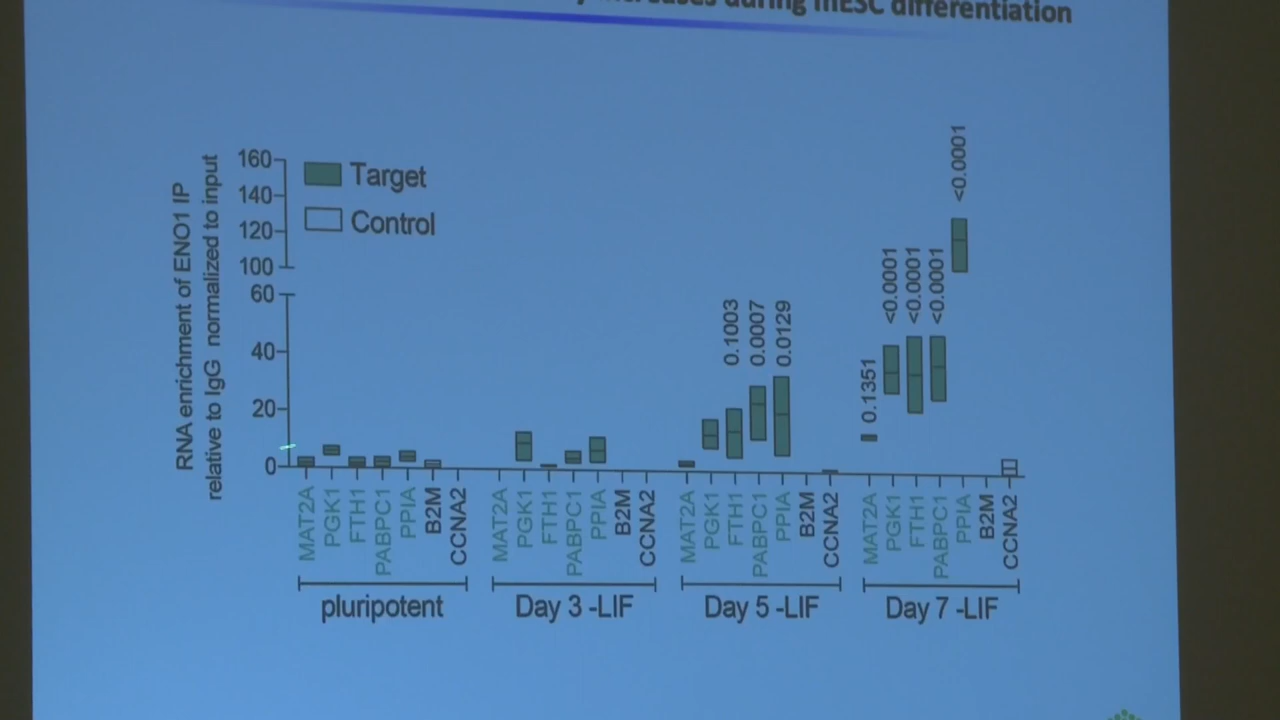 during mESC differentiation
RNA enrichment of ENO1 IP
relative to IgG normalized to input
160
140
120
100
60
40
20
0
Target
Control
0.1003
0.0007
0.0129
0.1351
<0.0001
<0.0001
<0.0001
<0.0001
MAT2A
PGK1
FTH1
PABPC1
PPIA
B2M
CCNA2
MAT2A
PGK1
FTH1
PABPC1
PPIA
B2M
CCNA2
MAT2A
PGK1
FTH1
PABPC1
PPIA
B2M
CCNA2
MAT2A
PGK1
FTH1
PABPC1
PPIA
B2M
CCNA2
pluripotent
Day 3 -LIF
Day 5 -LIF
Day 7 -LIF